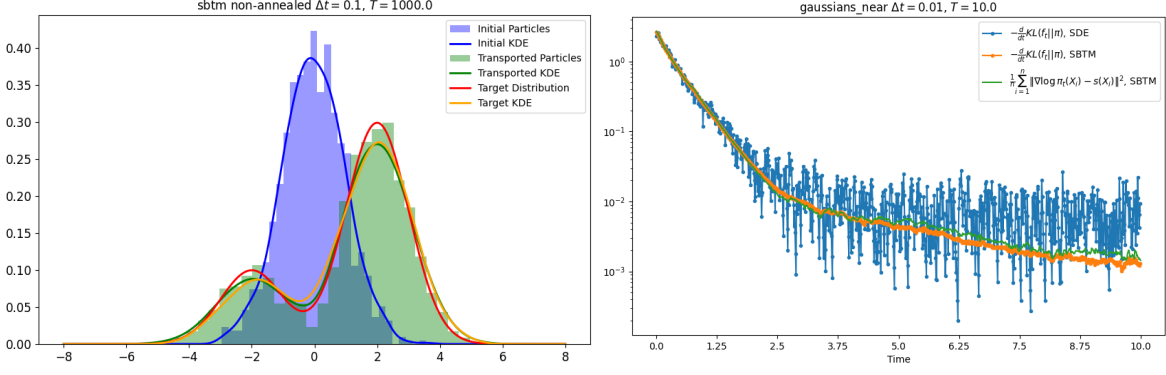 sbtm non-annealed Δt = 0.1, T = 1000.0
Initial Particles
Initial KDE
Transported Particles
Transported KDE
Target Distribution
Target KDE
0.40
0.35
0.30
0.25
0.20
0.15
0.10
0.05
0.00
−8 −6 −4 −2 0 2 4 6 8
gaussians_near Δt = 0.01, T = 10.0
−d/dt KL(f_t||π), SDE
−d/dt KL(f_t||π), SBTM
1/n ∑_{i=1}^{n} ‖∇log π_t(X_i) − s(X_i)‖², SBTM
10⁰
10⁻¹
10⁻²
10⁻³
0.0 1.25 2.5 3.75 5.0 6.25 7.5 8.75 10.0
Time